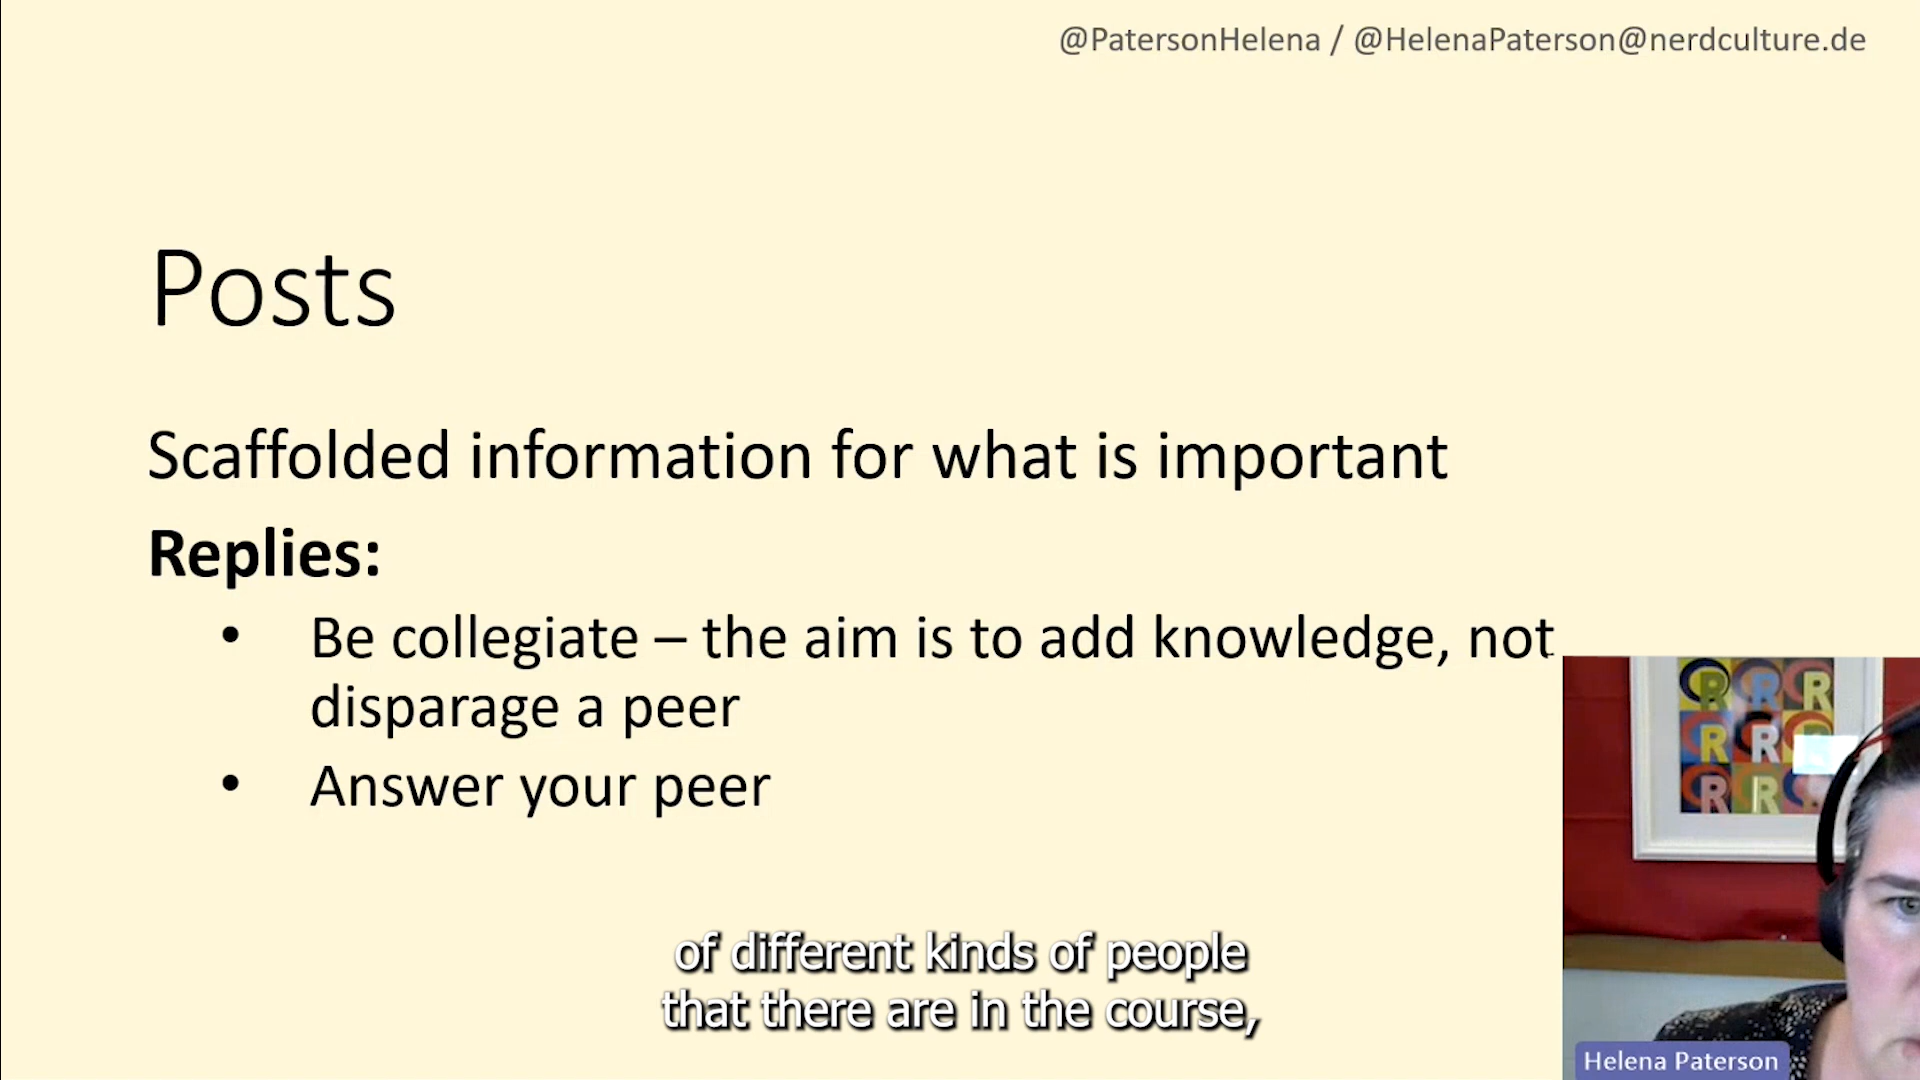 @PatersonHelena / @HelenaPaterson@nerdculture.de
Posts
Scaffolded information for what is important
Replies:
• Be collegiate – the aim is to add knowledge, not
disparage a peer
• Answer your peer
R R R
R R R
R R R
of different kinds of people
that there are in the course,
Helena Paterson